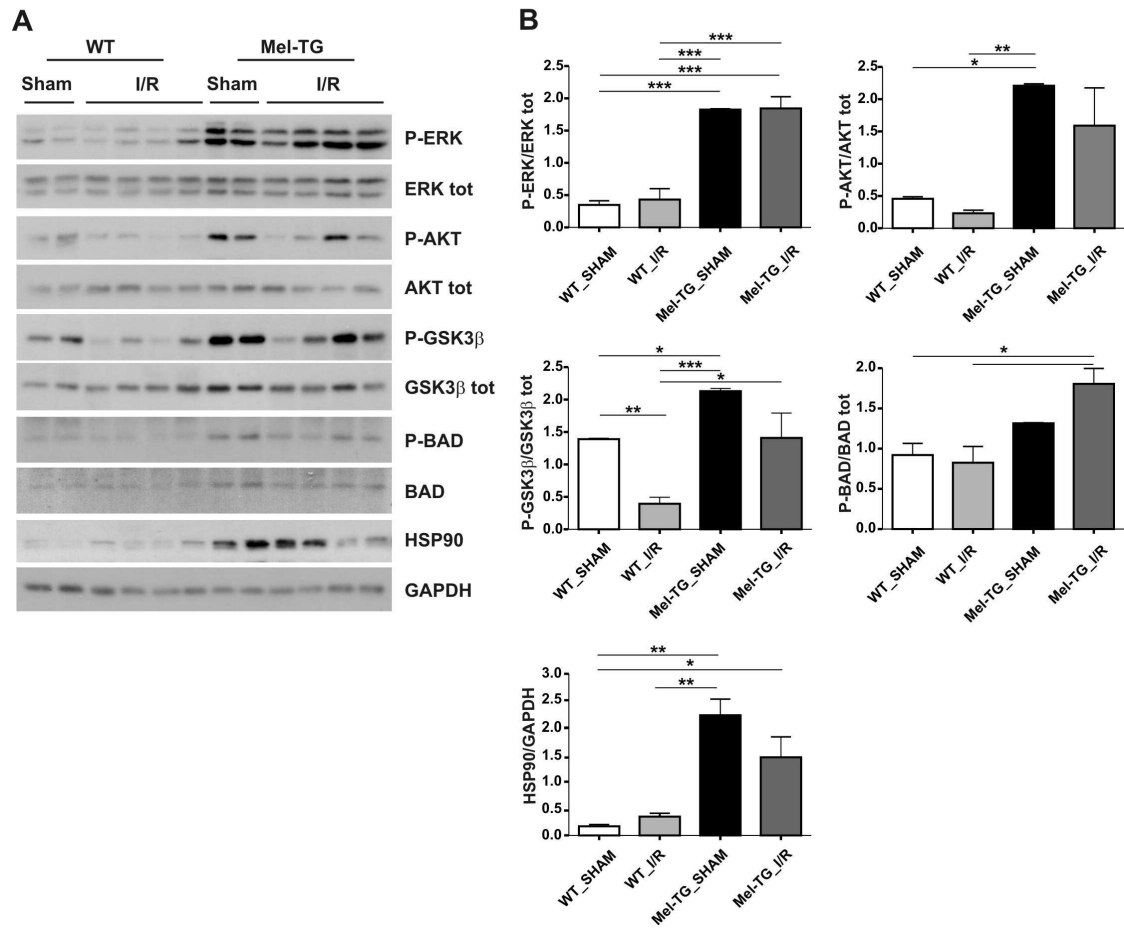 A
WT
Mel-TG
Sham
I/R
Sham
I/R
P-ERK
ERK tot
P-AKT
AKT tot
P-GSK3β
GSK3β tot
P-BAD
BAD
HSP90
GAPDH
B
***
***
***
***
P-ERK/ERK tot
2.5
2.0
1.5
1.0
0.5
0.0
WT_SHAM
WT_I/R
Mel-TG_SHAM
Mel-TG_I/R
**
*
P-AKT/AKT tot
2.5
2.0
1.5
1.0
0.5
0.0
WT_SHAM
WT_I/R
Mel-TG_SHAM
Mel-TG_I/R
*
***
*
**
P-GSK3β/GSK3β tot
2.5
2.0
1.5
1.0
0.5
0.0
WT_SHAM
WT_I/R
Mel-TG_SHAM
Mel-TG_I/R
*
P-BAD/BAD tot
2.5
2.0
1.5
1.0
0.5
0.0
WT_SHAM
WT_I/R
Mel-TG_SHAM
Mel-TG_I/R
**
*
**
HSP90/GAPDH
3.0
2.5
2.0
1.5
1.0
0.5
0.0
WT_SHAM
WT_I/R
Mel-TG_SHAM
Mel-TG_I/R